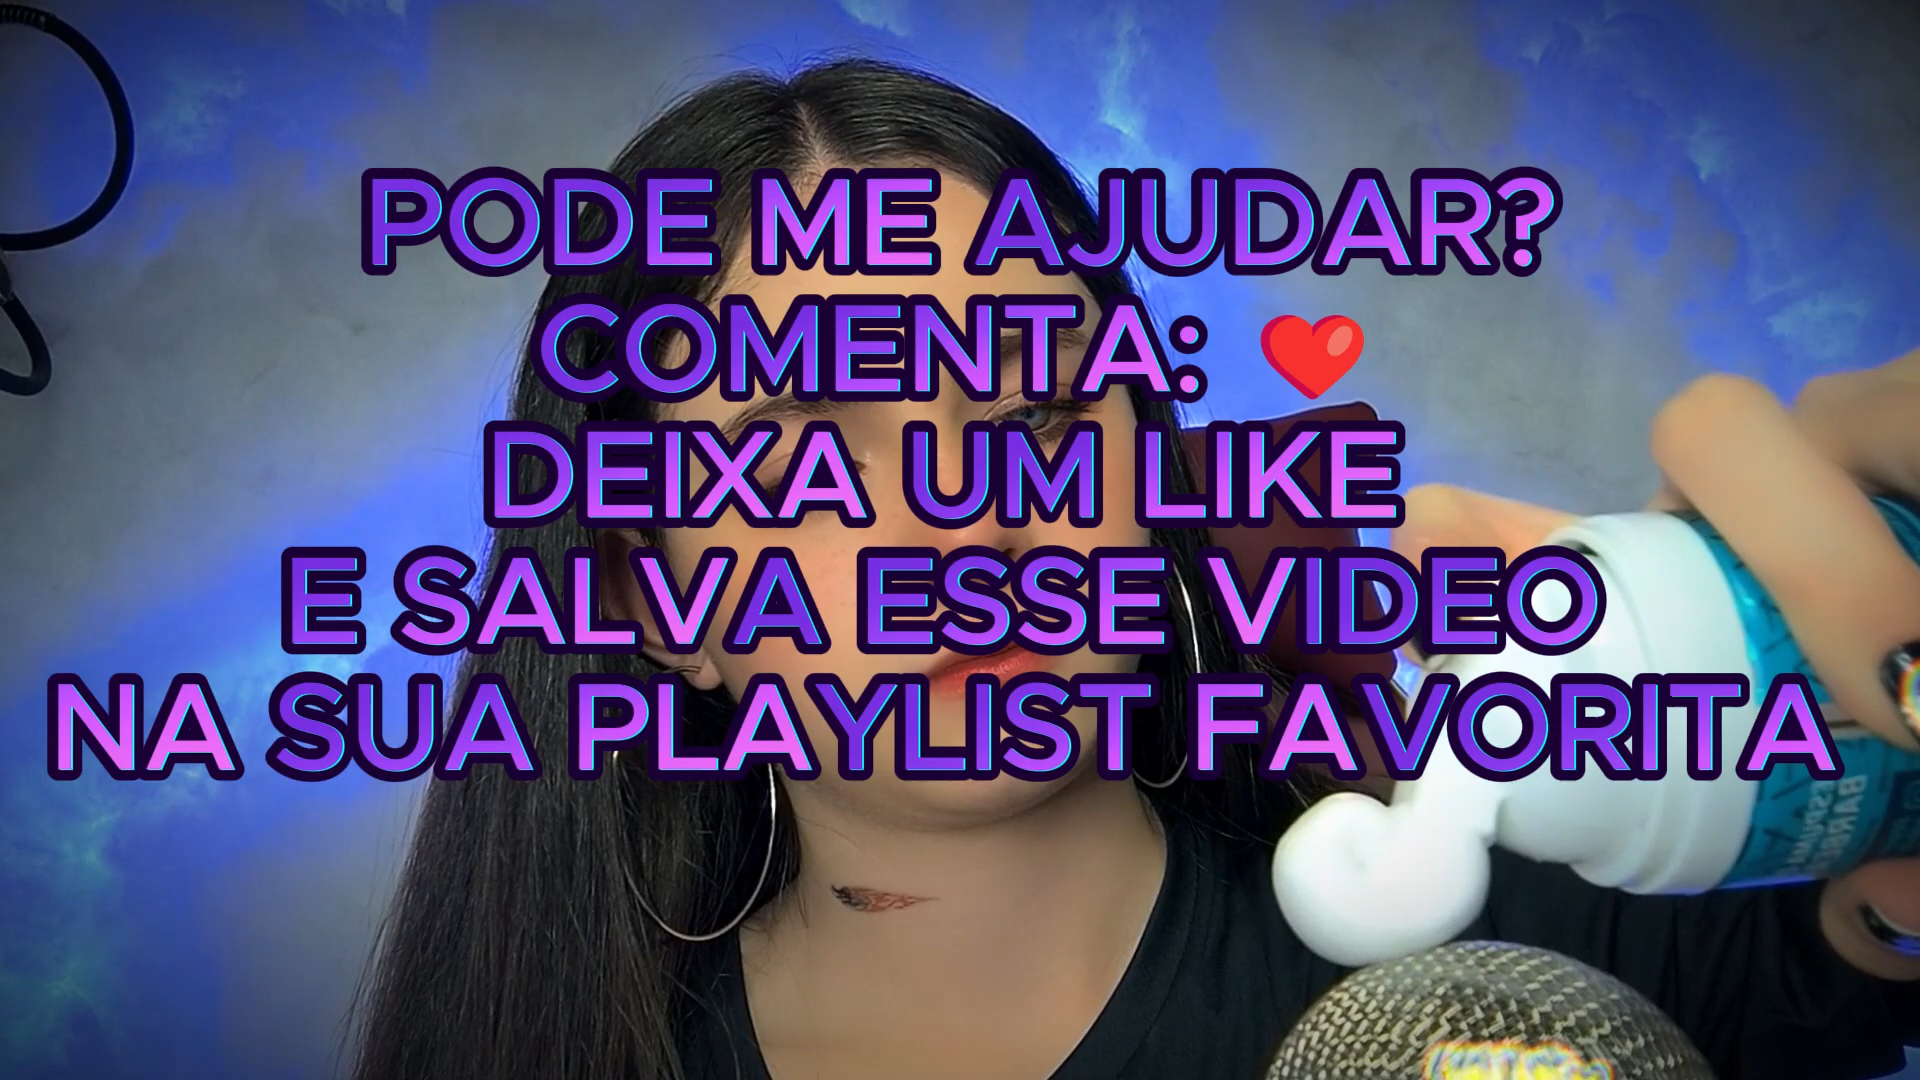 PODE ME AJUDAR?
COMENTA: ❤️
DEIXA UM LIKE
E SALVA ESSE VIDEO
NA SUA PLAYLIST FAVORITA